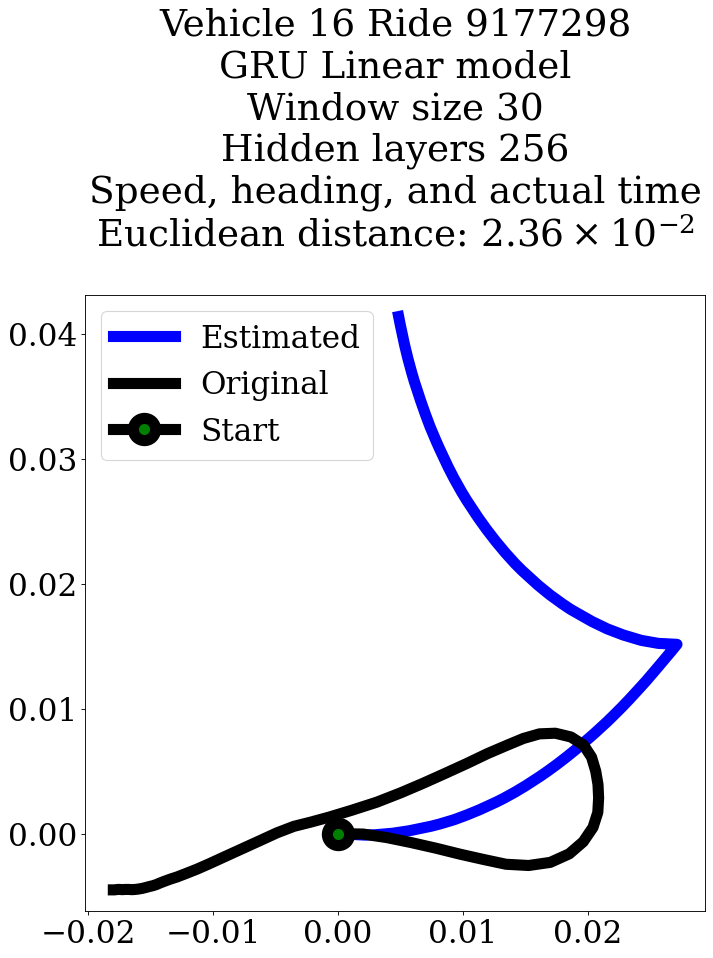 Vehicle 16 Ride 9177298
GRU Linear model
Window size 30
Hidden layers 256
Speed, heading, and actual time
Euclidean distance: 2.36 × 10⁻²
Estimated
Original
Start
0.04
0.03
0.02
0.01
0.00
−0.02 −0.01 0.00 0.01 0.02